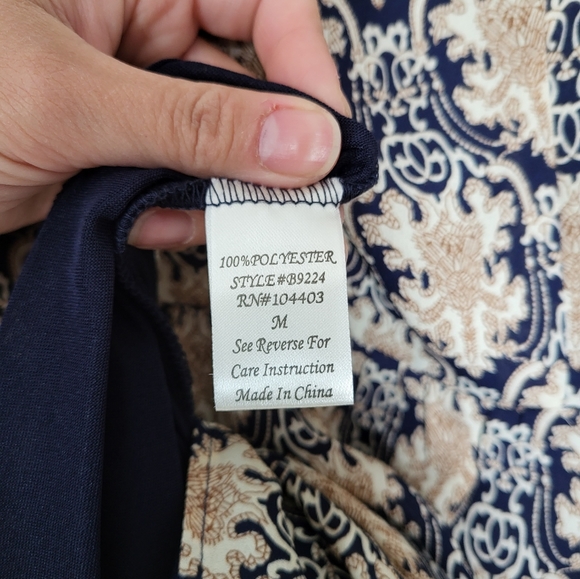 100%POLYESTER
STYLE#B9224
RN#104403
M
See Reverse For
Care Instruction
Made In China